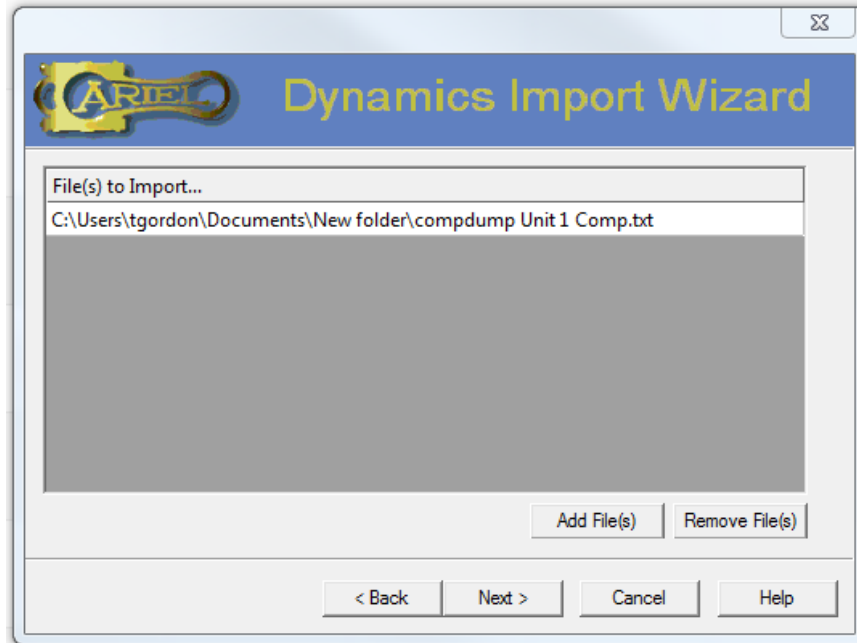 ARIEL
Dynamics Import Wizard
File(s) to Import...
C:\Users\tgordon\Documents\New folder\compdump Unit 1 Comp.txt
Add File(s)
Remove File(s)
< Back
Next >
Cancel
Help